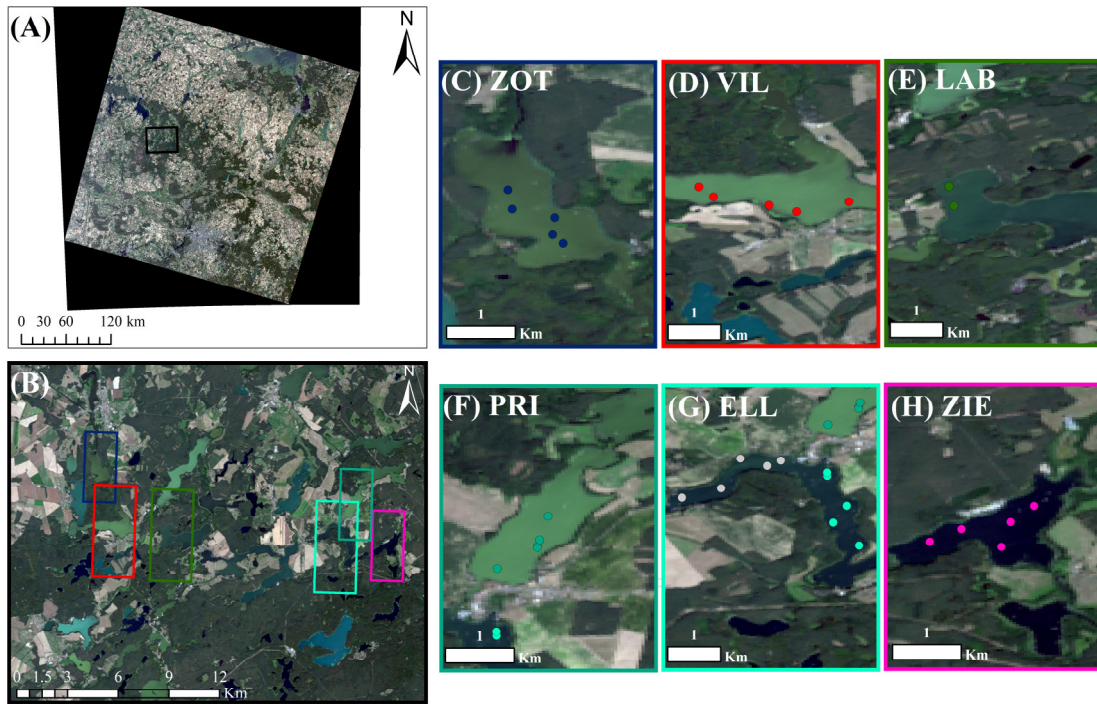 (A)
N
0 30 60 120 km
(B)
N
0 1.5 3 6 9 12
Km
(C) ZOT
1
Km
(D) VIL
1
Km
(E) LAB
1
Km
(F) PRI
1
Km
(G) ELL
1
Km
(H) ZIE
1
Km